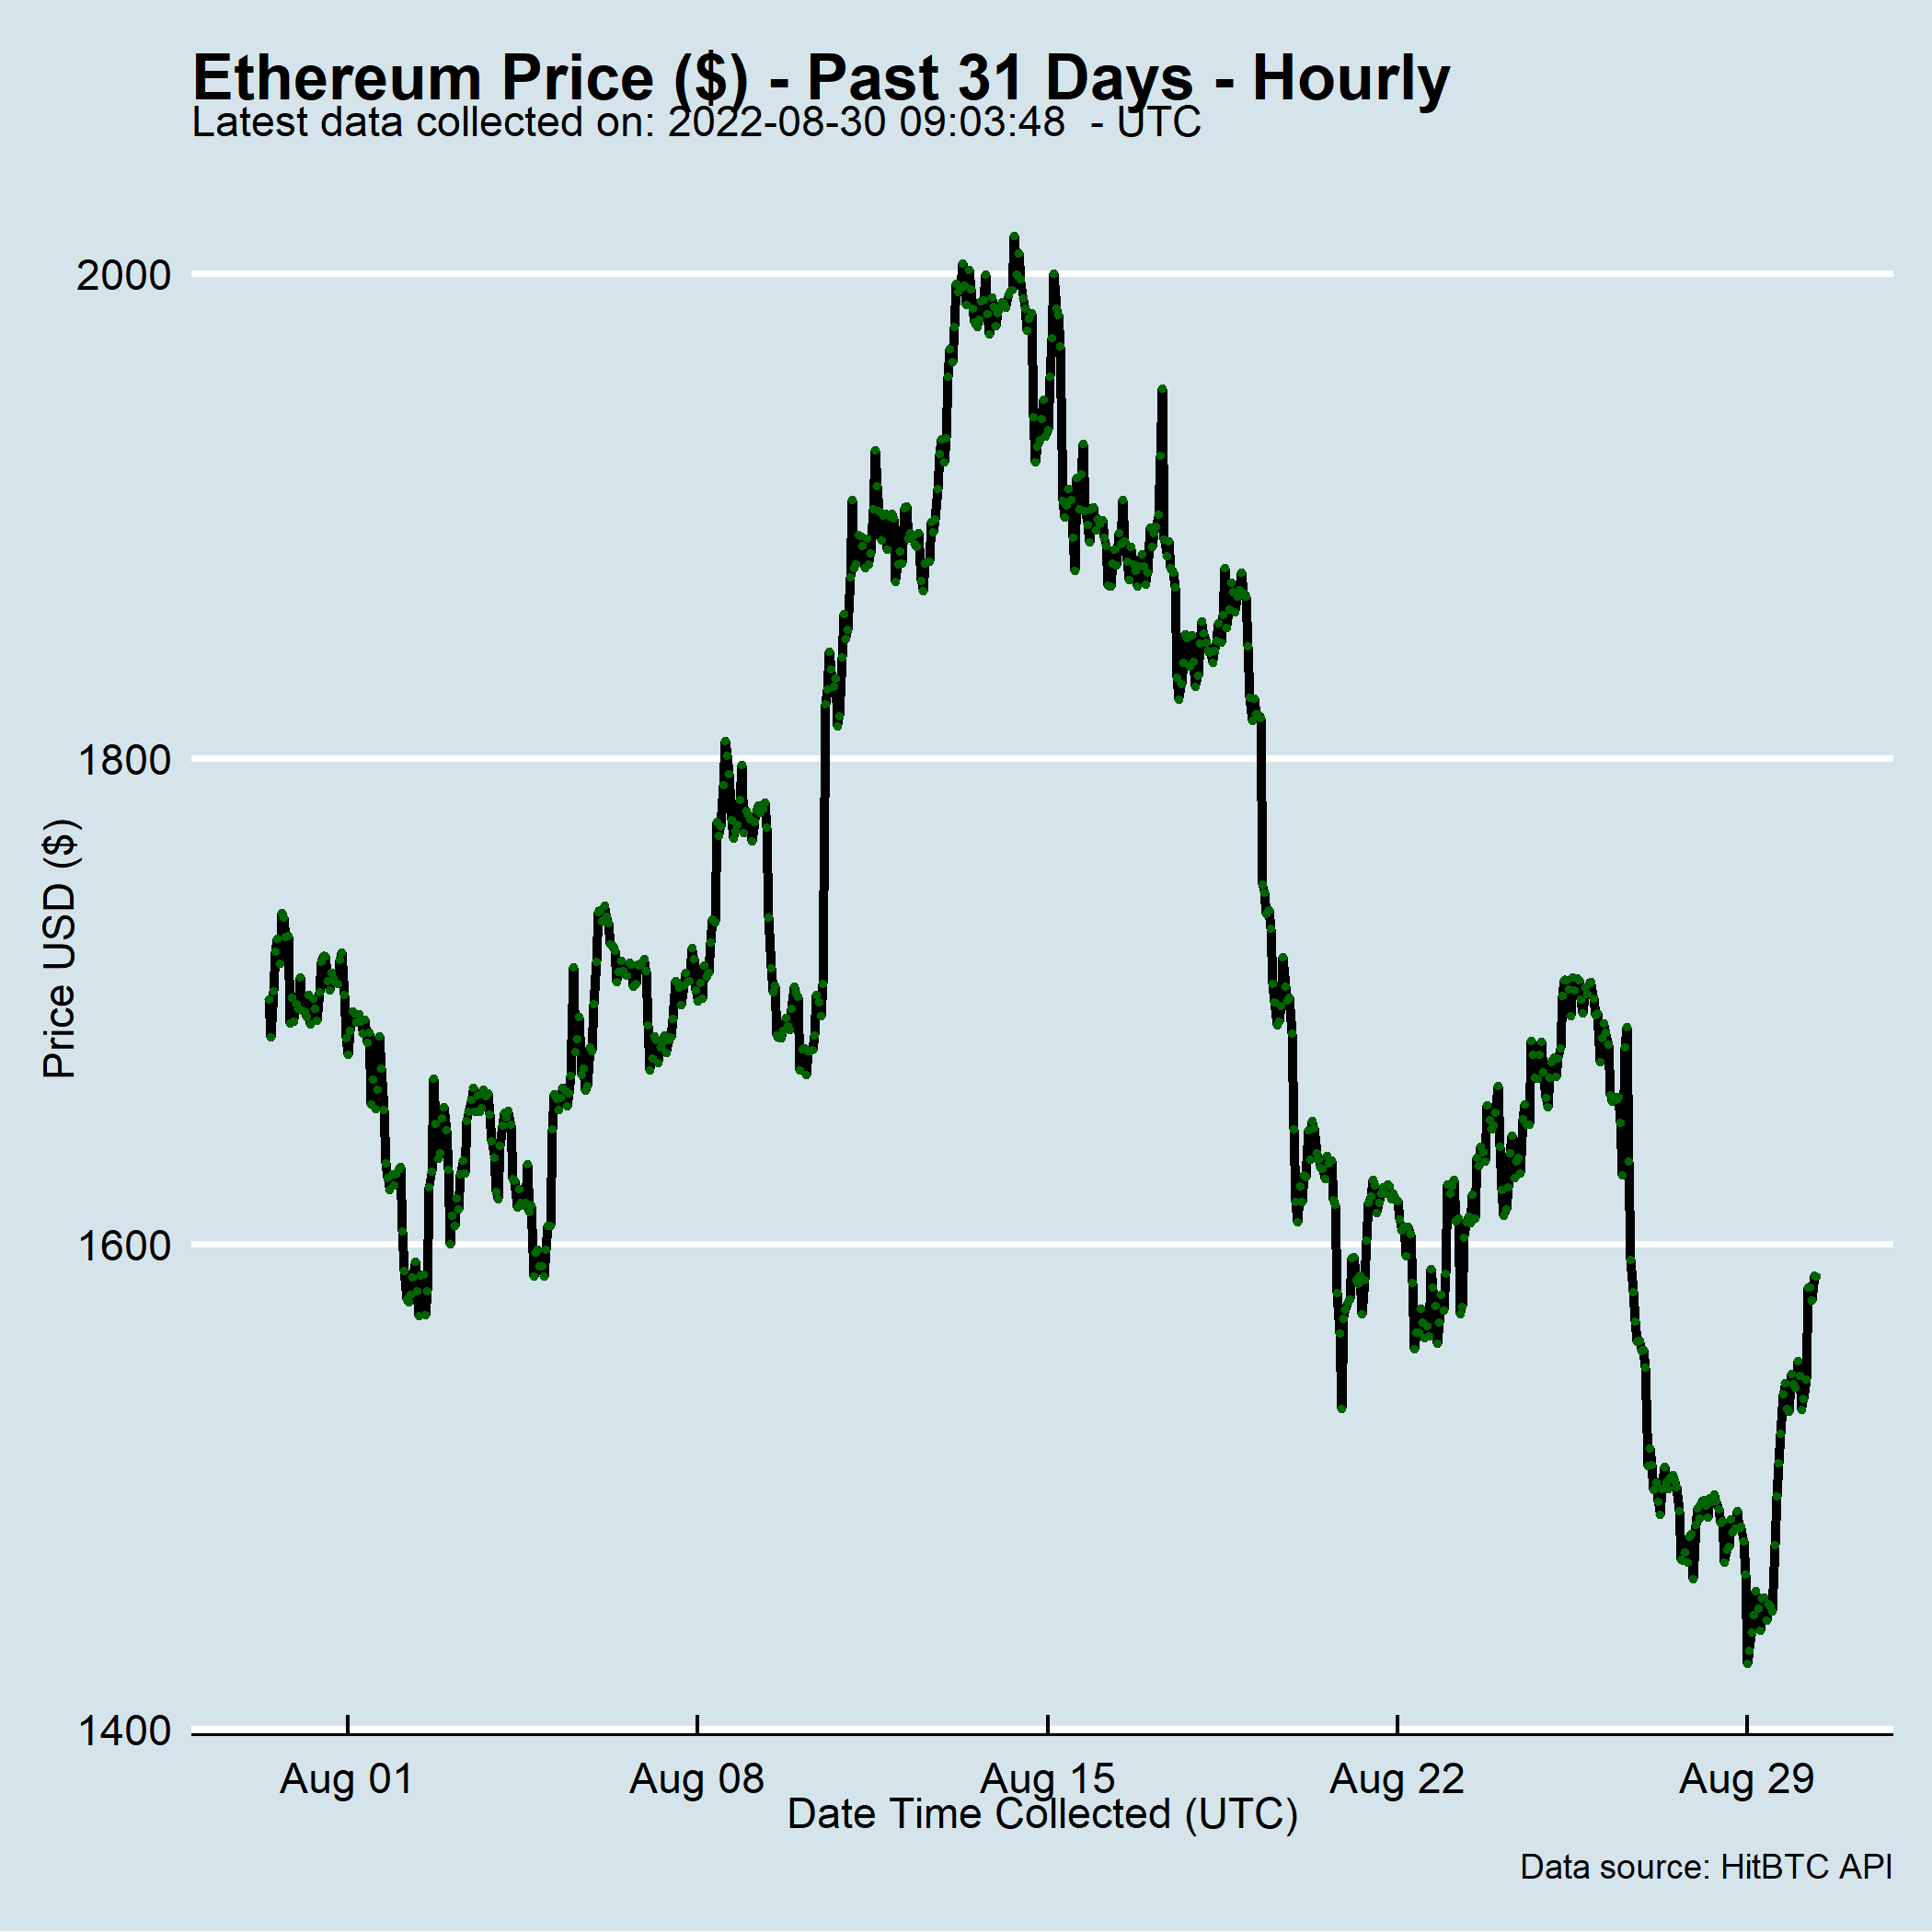 Ethereum Price ($) - Past 31 Days - Hourly
Latest data collected on: 2022-08-30 09:03:48  - UTC
Price USD ($)
2000
1800
1600
1400
Aug 01
Aug 08
Aug 15
Aug 22
Aug 29
Date Time Collected (UTC)
Data source: HitBTC API